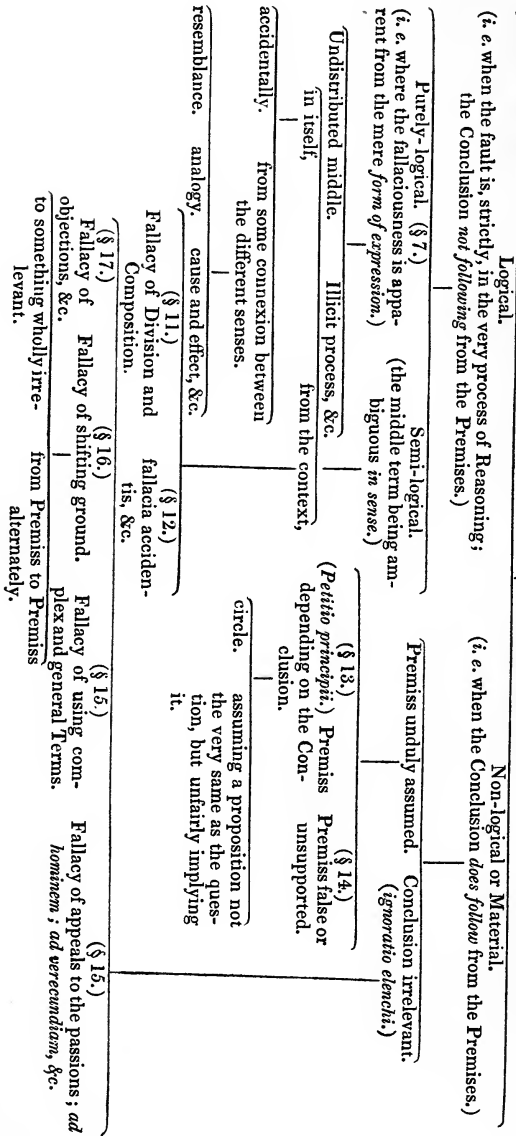 Logical.
(i. e. when the fault is, strictly, in the very process of Reasoning;
the Conclusion not following from the Premises.)
Non-logical or Material.
(i. e. when the Conclusion does follow from the Premises.)
Purely-logical. (§ 7.)
(i. e. where the fallaciousness is appa-
rent from the mere form of expression.)
Semi-logical.
(the middle term being am-
biguous in sense.)
Premiss unduly assumed.
Conclusion irrelevant.
(ignoratio elenchi.)
Undistributed middle.
Illicit process, &c.
in itself,
from the context,
(§ 13.)
(Petitio principii.) Premiss
depending on the Con-
clusion.
(§ 14.)
Premiss false or
unsupported.
accidentally.
from some connexion between
the different senses.
circle.
assuming a proposition not
the very same as the ques-
tion, but unfairly implying
it.
resemblance.
analogy.
cause and effect, &c.
(§ 11.)
Fallacy of Division and
Composition.
(§ 12.)
fallacia acciden-
tis, &c.
(§ 17.)
Fallacy of
objections, &c.
(§ 16.)
Fallacy of shifting ground.
(§ 15.)
Fallacy of using com-
plex and general Terms.
(§ 15.)
Fallacy of appeals to the passions; ad
hominem; ad verecundiam, &c.
to something wholly irre-
levant.
from Premiss to Premiss
alternately.